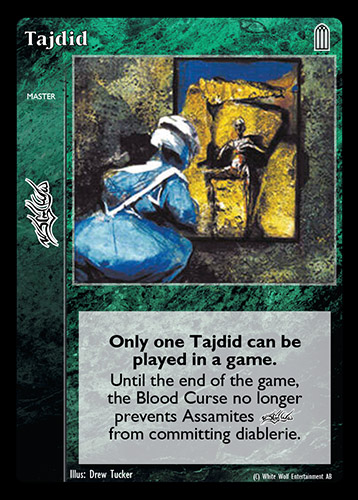 Tajdid
MASTER
Only one Tajdid can be
played in a game.
Until the end of the game,
the Blood Curse no longer
prevents Assamites
from committing diablerie.
Illus: Drew Tucker
(C) White Wolf Entertainment AB